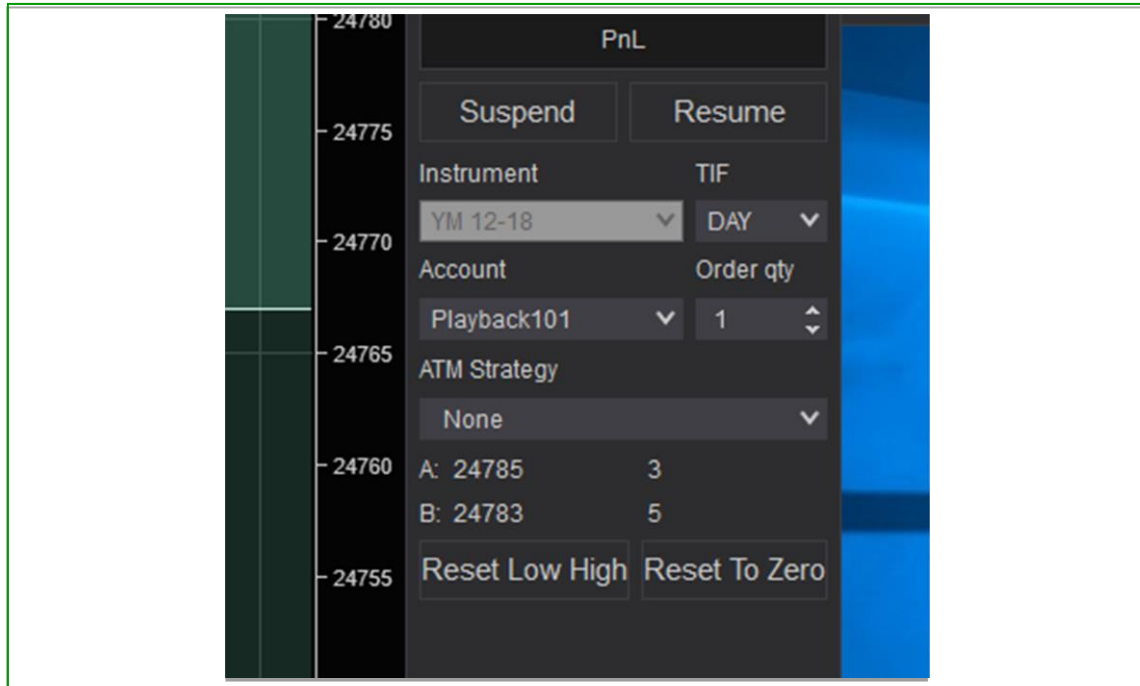 24780
24775
24770
24765
24760
24755
PnL
Suspend Resume
Instrument TIF
YM 12-18 DAY
Account Order qty
Playback101 1
ATM Strategy
None
A: 24785 3
B: 24783 5
Reset Low High Reset To Zero